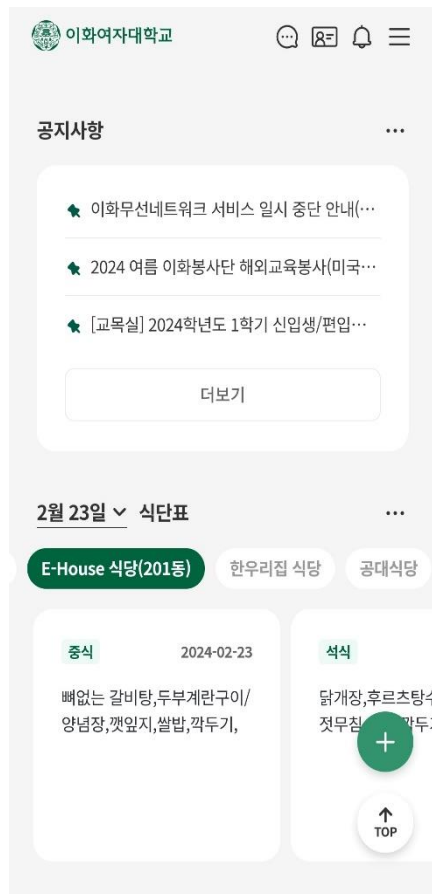 이화여자대학교
공지사항
이화무선네트워크 서비스 일시 중단 안내(…
2024 여름 이화봉사단 해외교육봉사(미국…
[교목실] 2024학년도 1학기 신입생/편입…
더보기
2월 23일 식단표
E-House 식당(201동) 한우리집 식당 공대식당
중식 2024-02-23
뼈없는 갈비탕,두부계란구이/
양념장,깻잎지,쌀밥,깍두기,
석식
닭개장,후르츠탕수
젓무침
TOP